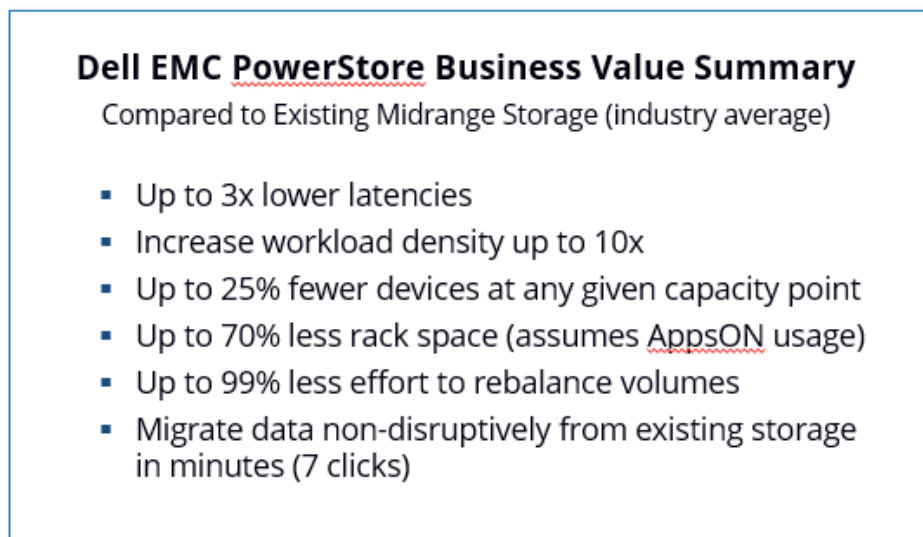 Dell EMC PowerStore Business Value Summary
Compared to Existing Midrange Storage (industry average)
▪ Up to 3x lower latencies
▪ Increase workload density up to 10x
▪ Up to 25% fewer devices at any given capacity point
▪ Up to 70% less rack space (assumes AppsON usage)
▪ Up to 99% less effort to rebalance volumes
▪ Migrate data non-disruptively from existing storage
in minutes (7 clicks)